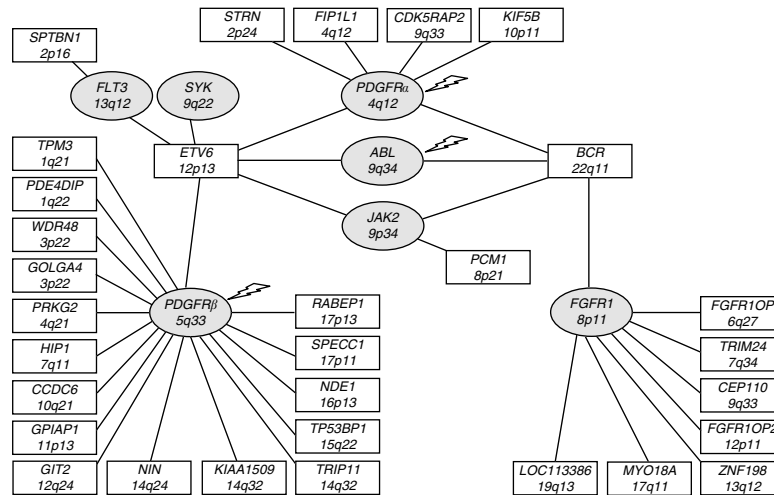 STRN
2p24
FIP1L1
4q12
CDK5RAP2
9q33
KIF5B
10p11
SPTBN1
2p16
FLT3
13q12
SYK
9q22
PDGFRα
4q12
TPM3
1q21
ETV6
12p13
ABL
9q34
BCR
22q11
PDE4DIP
1q22
WDR48
3p22
JAK2
9p34
PCM1
8p21
GOLGA4
3p22
PRKG2
4q21
PDGFRβ
5q33
RABEP1
17p13
FGFR1
8p11
FGFR1OP
6q27
HIP1
7q11
SPECC1
17p11
TRIM24
7q34
CCDC6
10q21
NDE1
16p13
CEP110
9q33
GPIAP1
11p13
TP53BP1
15q22
FGFR1OP2
12p11
GIT2
12q24
NIN
14q24
KIAA1509
14q32
TRIP11
14q32
LOC113386
19q13
MYO18A
17q11
ZNF198
13q12